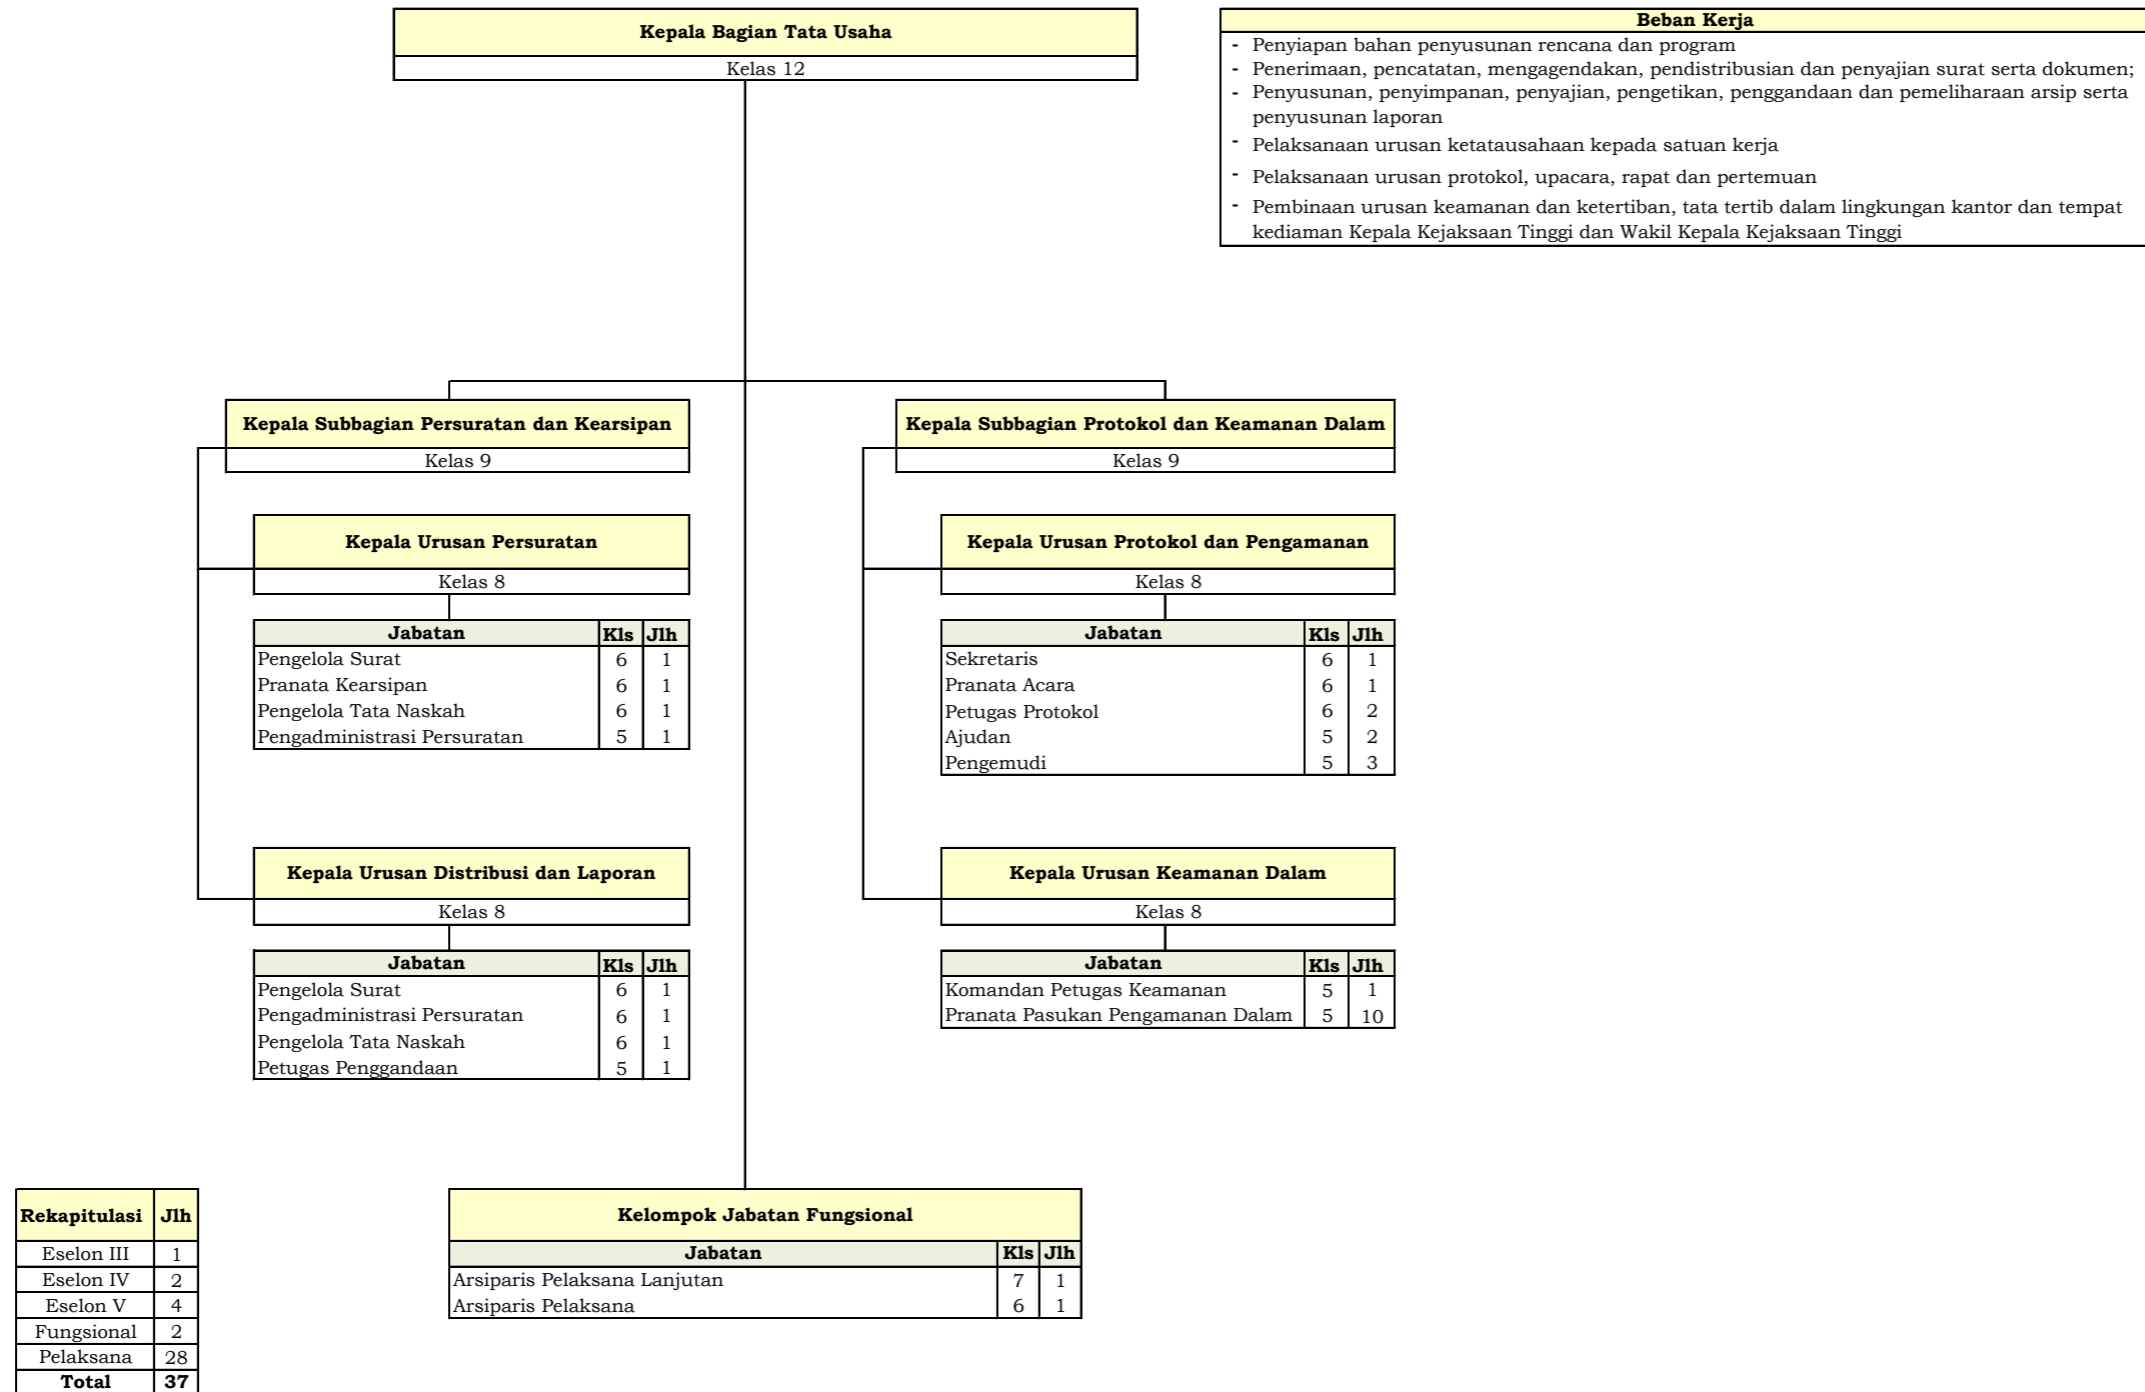 Kepala Bagian Tata Usaha
Kelas 12
Beban Kerja
- Penyiapan bahan penyusunan rencana dan program
- Penerimaan, pencatatan, mengagendakan, pendistribusian dan penyajian surat serta dokumen;
- Penyusunan, penyimpanan, penyajian, pengetikan, penggandaan dan pemeliharaan arsip serta
penyusunan laporan
- Pelaksanaan urusan ketatausahaan kepada satuan kerja
- Pelaksanaan urusan protokol, upacara, rapat dan pertemuan
- Pembinaan urusan keamanan dan ketertiban, tata tertib dalam lingkungan kantor dan tempat
kediaman Kepala Kejaksaan Tinggi dan Wakil Kepala Kejaksaan Tinggi
Kepala Subbagian Persuratan dan Kearsipan
Kelas 9
Kepala Urusan Persuratan
Kelas 8
Jabatan Kls Jlh
Pengelola Surat 6 1
Pranata Kearsipan 6 1
Pengelola Tata Naskah 6 1
Pengadministrasi Persuratan 5 1
Kepala Urusan Distribusi dan Laporan
Kelas 8
Jabatan Kls Jlh
Pengelola Surat 6 1
Pengadministrasi Persuratan 6 1
Pengelola Tata Naskah 6 1
Petugas Penggandaan 5 1
Kepala Subbagian Protokol dan Keamanan Dalam
Kelas 9
Kepala Urusan Protokol dan Pengamanan
Kelas 8
Jabatan Kls Jlh
Sekretaris 6 1
Pranata Acara 6 1
Petugas Protokol 6 2
Ajudan 5 2
Pengemudi 5 3
Kepala Urusan Keamanan Dalam
Kelas 8
Jabatan Kls Jlh
Komandan Petugas Keamanan 5 1
Pranata Pasukan Pengamanan Dalam 5 10
Rekapitulasi Jlh
Eselon III 1
Eselon IV 2
Eselon V 4
Fungsional 2
Pelaksana 28
Total 37
Kelompok Jabatan Fungsional
Jabatan Kls Jlh
Arsiparis Pelaksana Lanjutan 7 1
Arsiparis Pelaksana 6 1